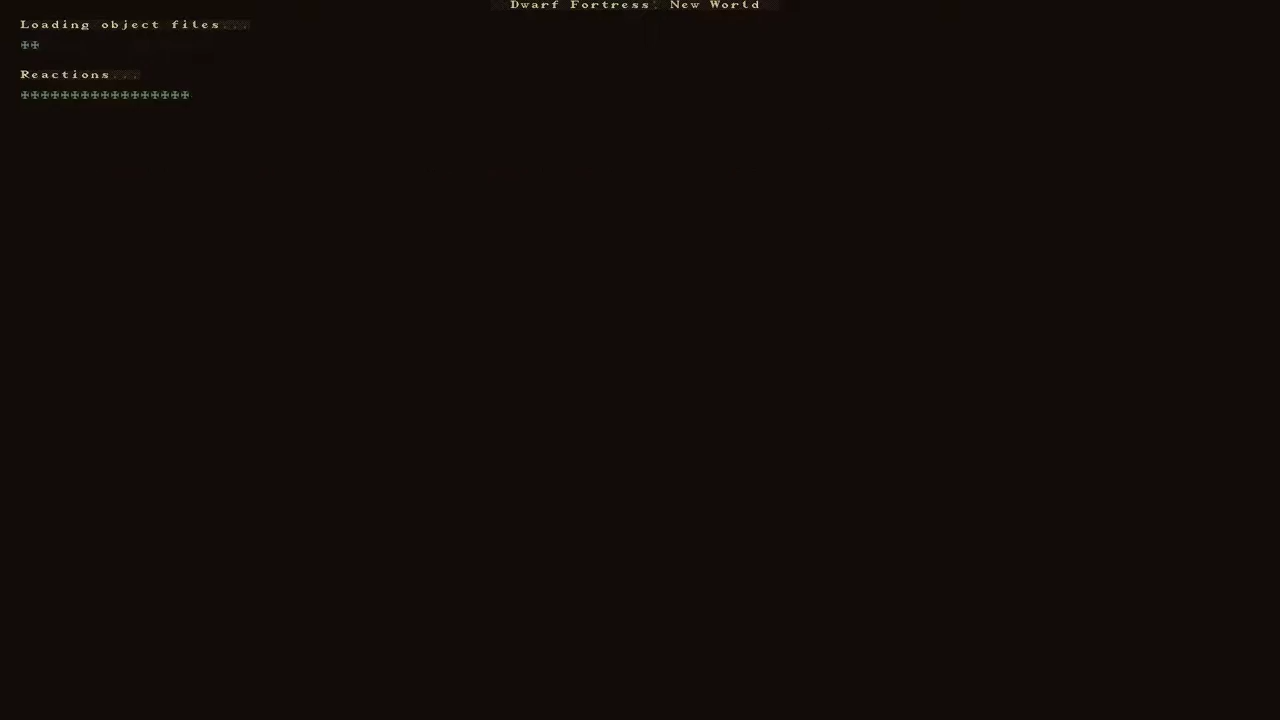 Dwarf Fortress: New World
Loading object files...
✠✠
Reactions...
✠✠✠✠✠✠✠✠✠✠✠✠✠✠✠✠✠